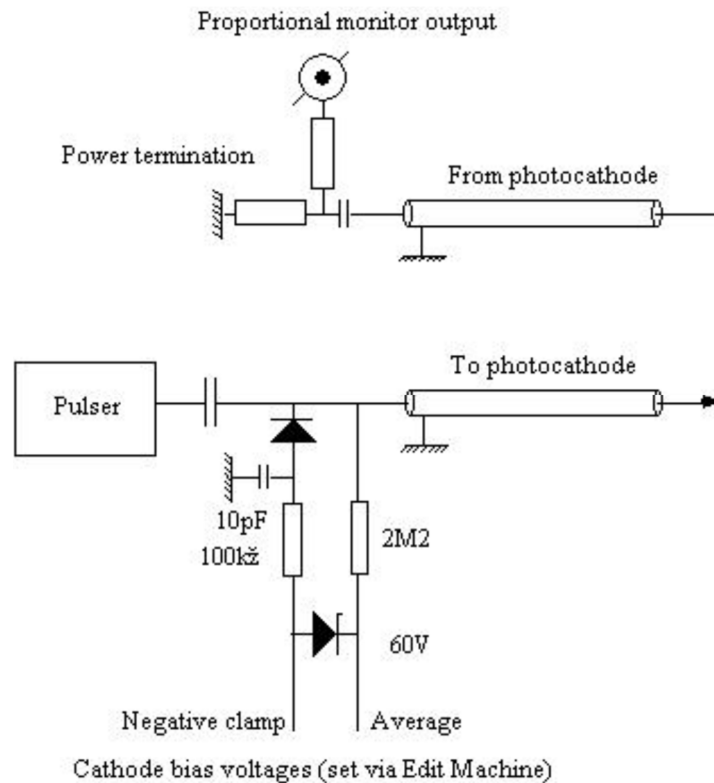 Proportional monitor output
Power termination
From photocathode
To photocathode
Pulser
10pF
100kž
2M2
60V
Negative clamp
Average
Cathode bias voltages (set via Edit Machine)